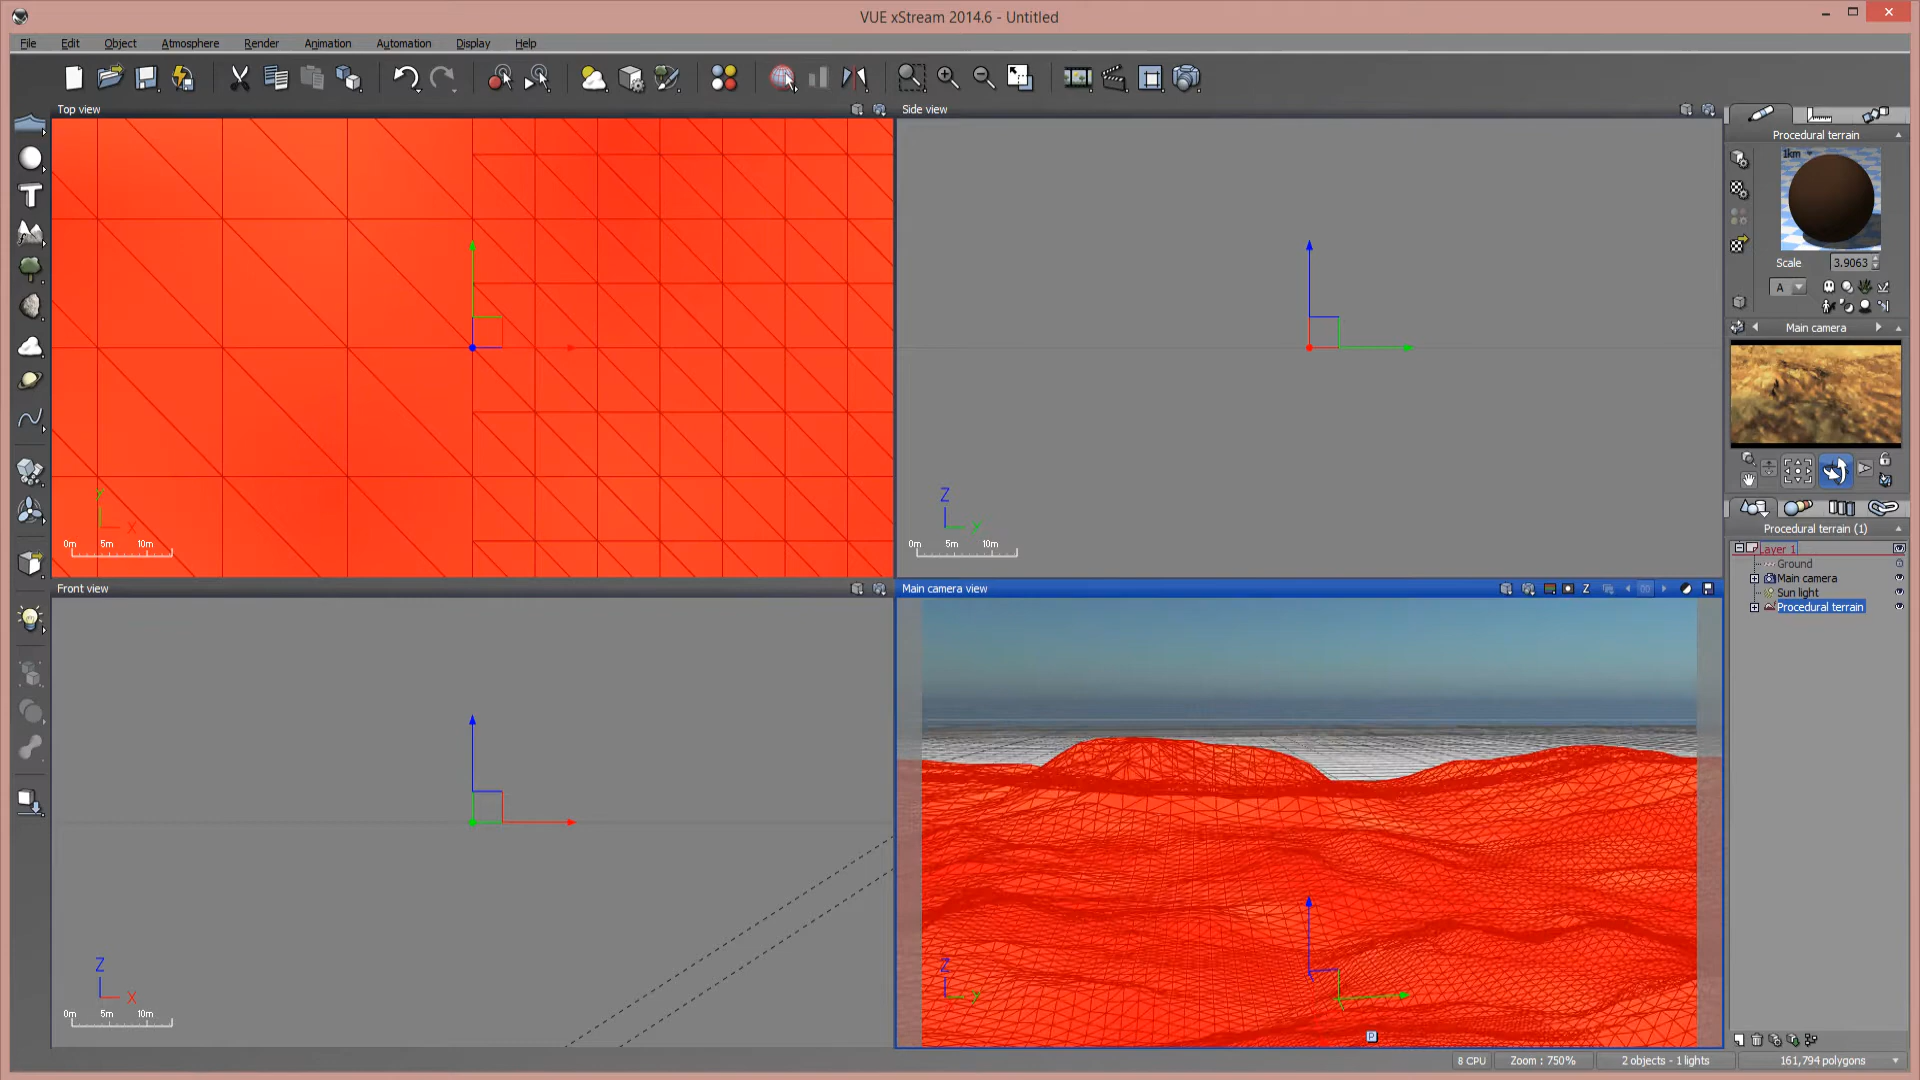 VUE xStream 2014.6 - Untitled
File Edit Object Atmosphere Render Animation Automation Display Help
Top view
Side view
Procedural terrain
1km
Scale 3.9063
A
Main camera
Y
X
0m 5m 10m
Z
Y
0m 5m 10m
Procedural terrain (1)
Layer 1
Ground
Main camera
Sun light
Procedural terrain
Front view
Main camera view
Z
Z
X
0m 5m 10m
Z
Y
P
8 CPU
Zoom : 750%
2 objects - 1 lights
161,794 polygons